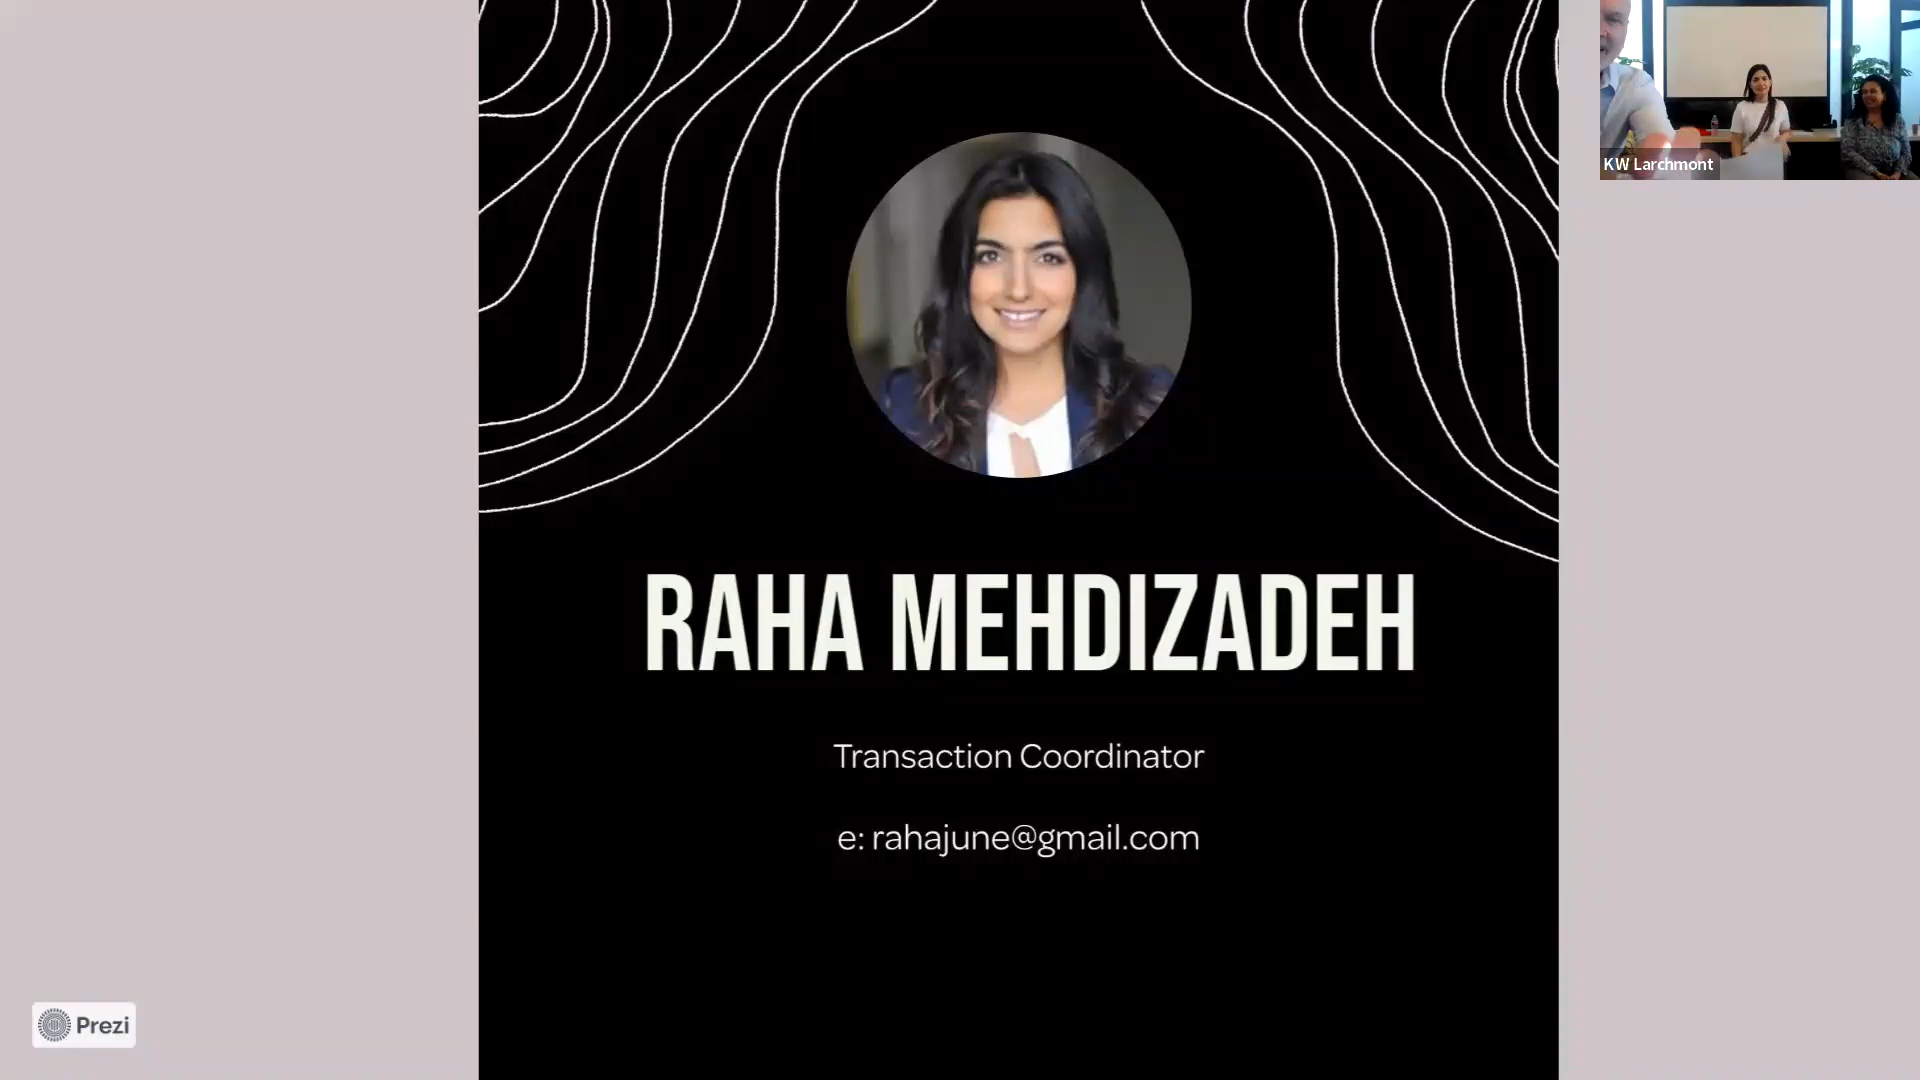 KW Larchmont
RAHA MEHDIZADEH
Transaction Coordinator
e: rahajune@gmail.com
Prezi